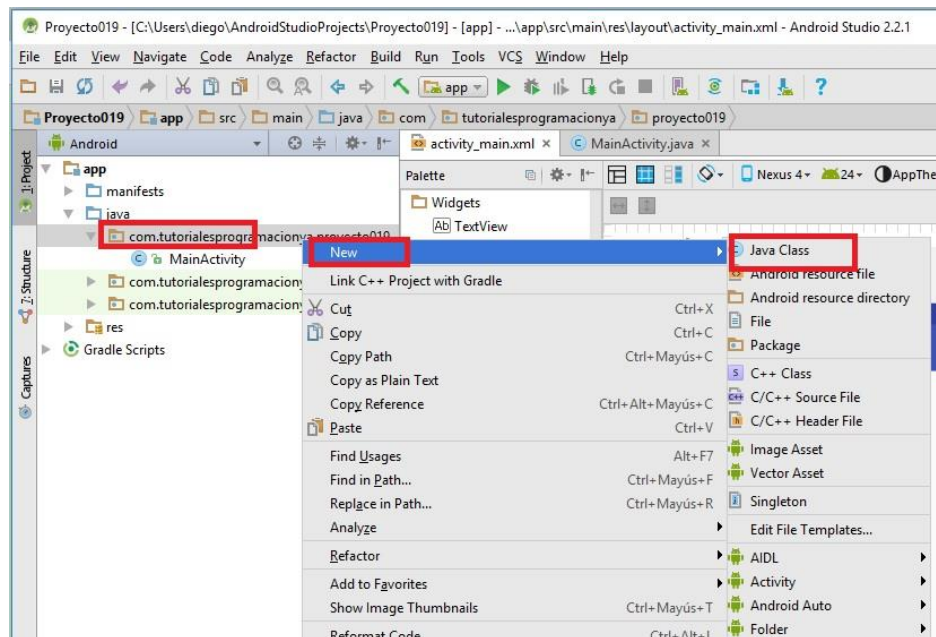 Proyecto019 - [C:\Users\diego\AndroidStudioProjects\Proyecto019] - [app] - ...\app\src\main\res\layout\activity_main.xml - Android Studio 2.2.1
File Edit View Navigate Code Analyze Refactor Build Run Tools VCS Window Help
app
Proyecto019 app src main java com tutorialesprogramacionya proyecto019
Android
activity_main.xml × MainActivity.java ×
1: Project
7: Structure
Captures
app
manifests
java
com.tutorialesprogramacionya.proyecto019
MainActivity
com.tutorialesprogramacion
com.tutorialesprogramacion
res
Gradle Scripts
Palette
Nexus 4 24 AppThe
Widgets
Ab TextView
New
Link C++ Project with Gradle
Cut Ctrl+X
Copy Ctrl+C
Copy Path Ctrl+Mayús+C
Copy as Plain Text
Copy Reference Ctrl+Alt+Mayús+C
Paste Ctrl+V
Find Usages Alt+F7
Find in Path... Ctrl+Mayús+F
Replace in Path... Ctrl+Mayús+R
Analyze
Refactor
Add to Favorites
Show Image Thumbnails Ctrl+Mayús+T
Reformat Code Ctrl+Alt+L
Java Class
Android resource file
Android resource directory
File
Package
C++ Class
C/C++ Source File
C/C++ Header File
Image Asset
Vector Asset
Singleton
Edit File Templates...
AIDL
Activity
Android Auto
Folder